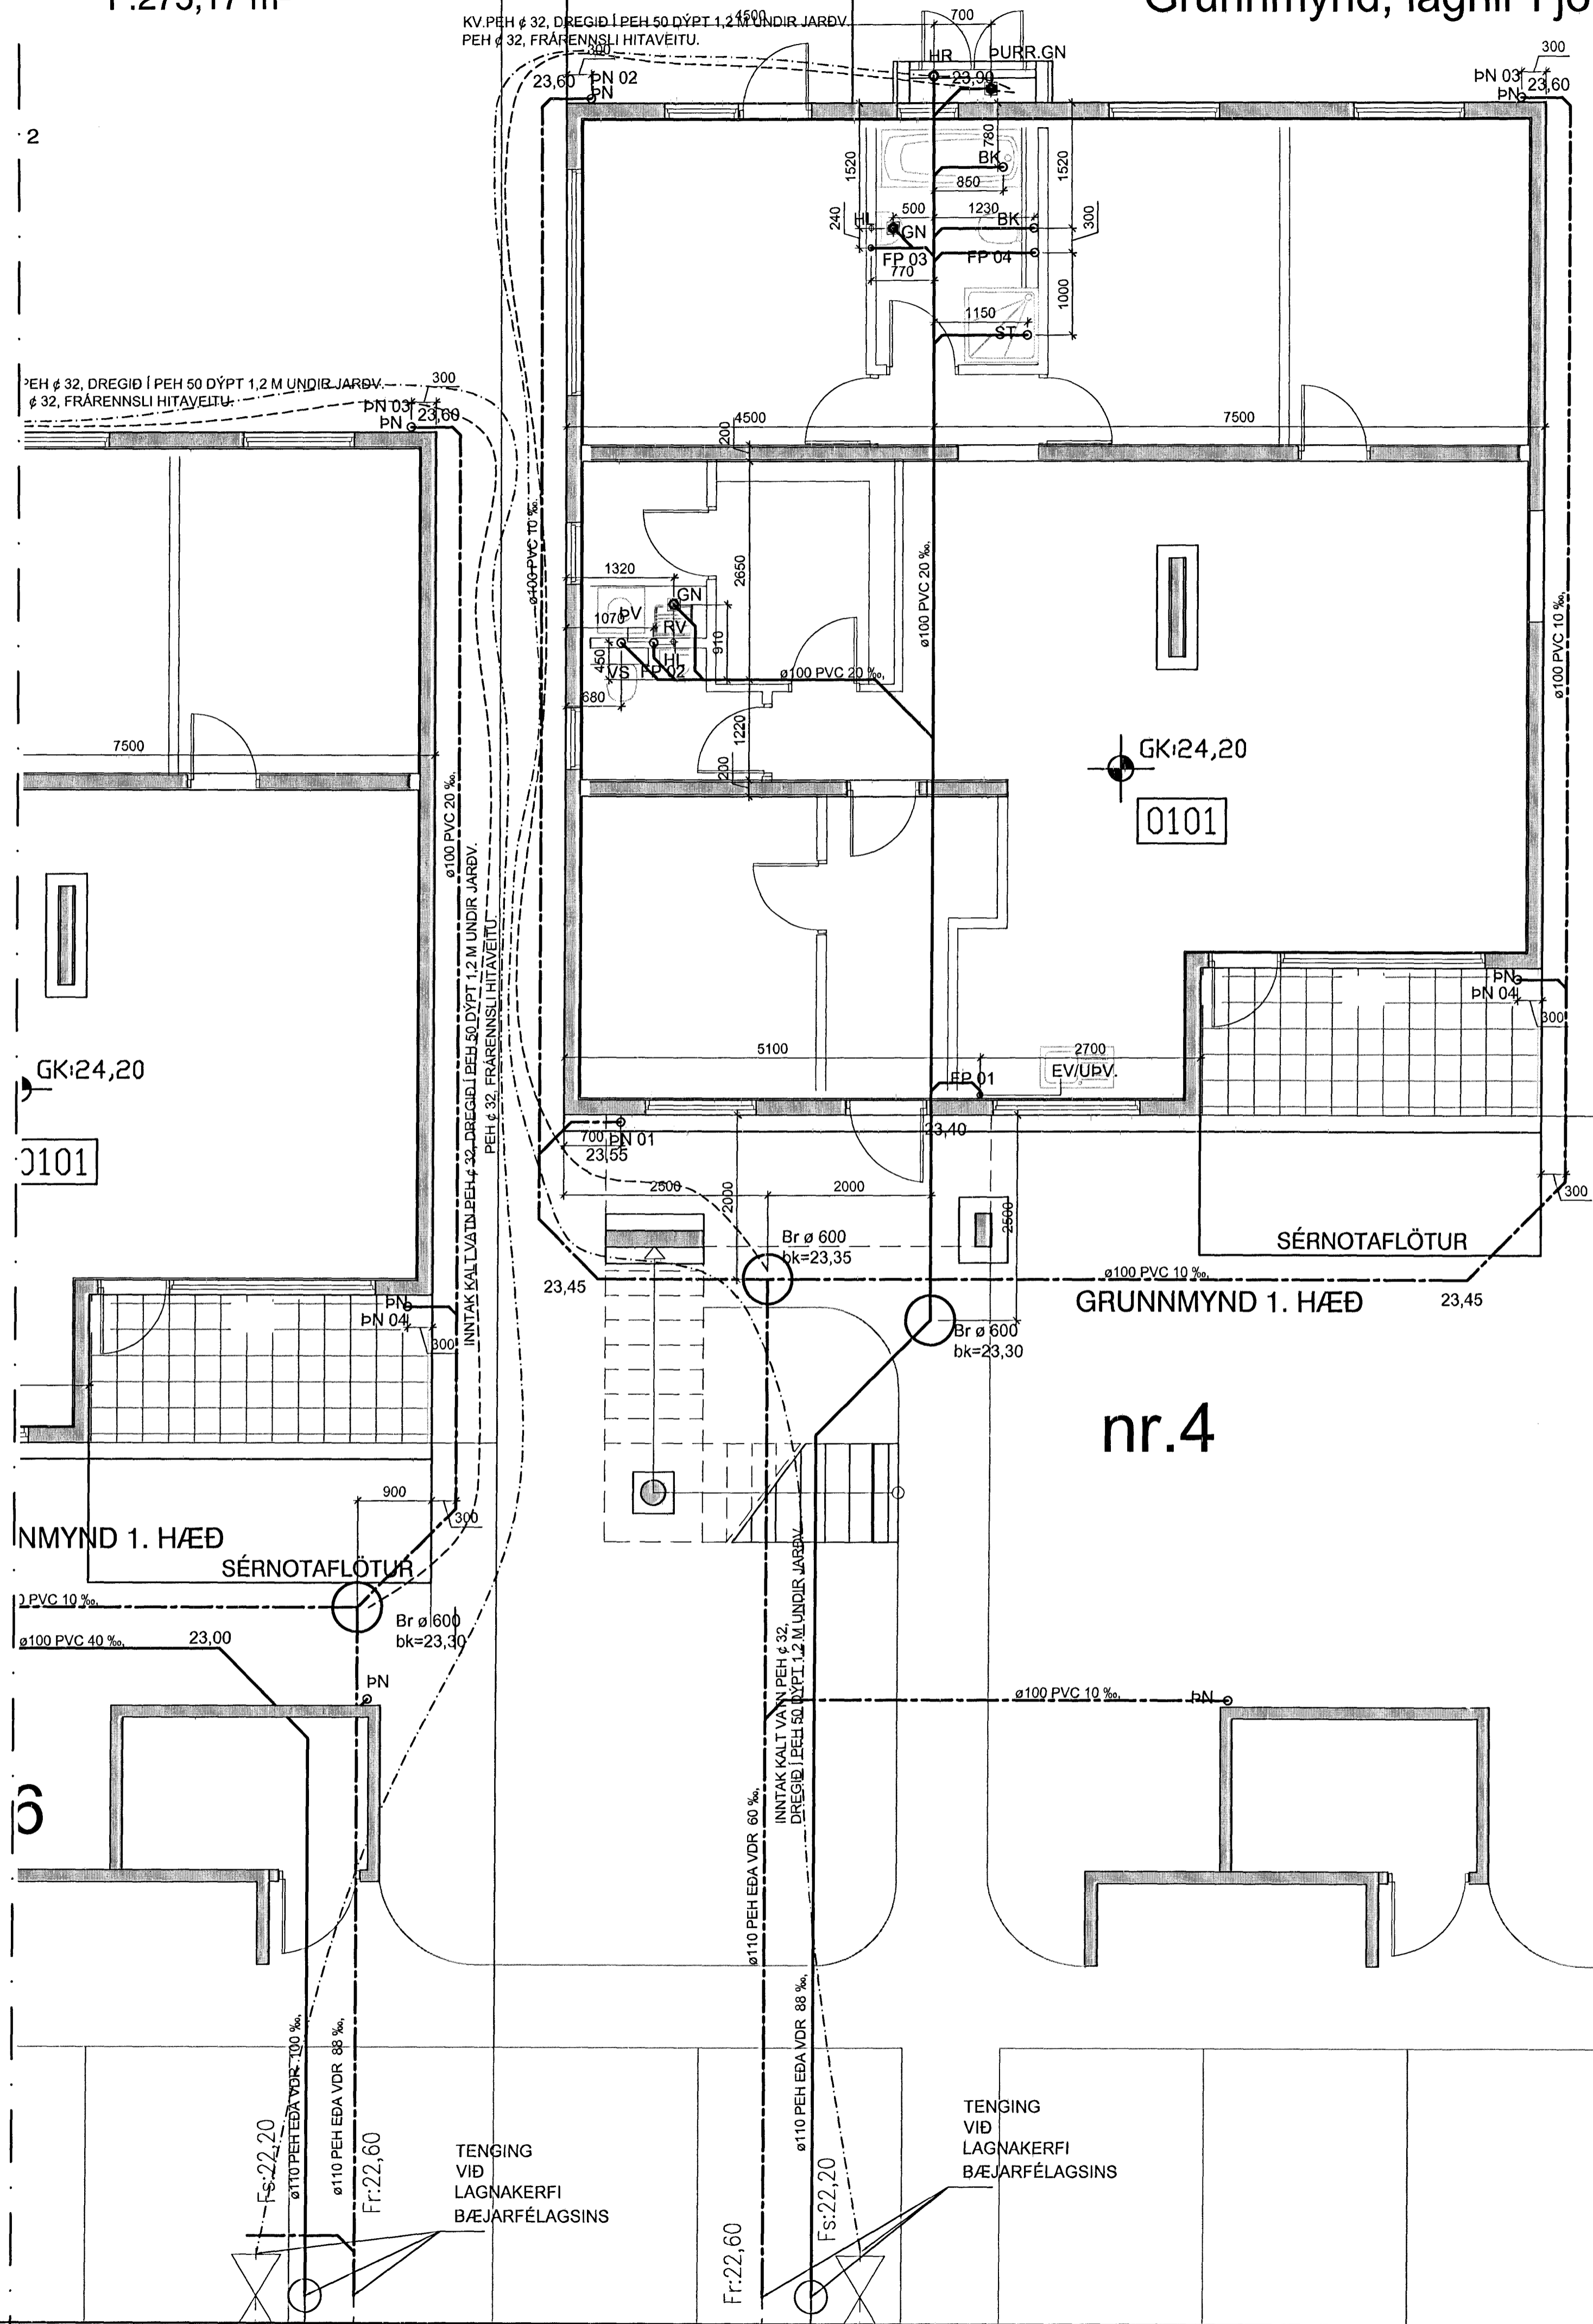 KV.PEH ¢ 32, DREGIÐ Í PEH 50 DÝPT 1,2 M UNDIR JARÐV.
PEH ¢ 32, FRÁRENNSLI HITAVEITU.
4500
700
300
HR
ÞURR.GN
23,90
23,60
ÞN 02
ÞN
300
ÞN 03
ÞN
23,60
2
1520
780
BK
850
1520
240
HL
500
GN
1230
BK
300
FP 03
770
FP 04
1000
1150
ST
PEH ¢ 32, DREGIÐ Í PEH 50 DÝPT 1,2 M UNDIR JARÐV.
¢ 32, FRÁRENNSLI HITAVEITU.
300
ÞN 03
ÞN
23,60
4500
200
7500
ø100 PVC 10 ‰.
ø100 PVC 20 ‰.
ø100 PVC 10 ‰.
1320
2650
GN
1070
ÞV
RV
910
450
HL
VS
FP 02
ø100 PVC 20 ‰.
680
1220
200
7500
GK:24,20
0101
ø100 PVC 20 ‰.
INNTAK KALT VATN PEH ¢ 32, DREGIÐ Í PEH 50 DÝPT 1,2 M UNDIR JARÐV.
PEH ¢ 32, FRÁRENNSLI HITAVEITU.
ÞN
ÞN 04
300
GK:24,20
0101
5100
2700
EV/UÞV.
FP 01
700
ÞN 01
23,55
23,40
2500
2000
2000
2500
300
Br ø 600
bk=23,35
SÉRNOTAFLÖTUR
23,45
ø100 PVC 10 ‰.
GRUNNMYND 1. HÆÐ
23,45
Br ø 600
bk=23,30
ÞN
ÞN 04
300
nr.4
900
300
NMYND 1. HÆÐ
SÉRNOTAFLÖTUR
PVC 10 ‰.
Br ø 600
bk=23,30
ø100 PVC 40 ‰.
23,00
ÞN
ø100 PVC 10 ‰.
ÞN
INNTAK KALT VATN PEH ¢ 32,
DREGIÐ Í PEH 50 DÝPT 1,2 M UNDIR JARÐV.
6
ø110 PEH EÐA VDR 60 ‰.
ø110 PEH EÐA VDR 88 ‰.
ø110 PEH EÐA VDR 100 ‰.
ø110 PEH EÐA VDR 88 ‰.
Fs:22,20
Fr:22,60
TENGING
VIÐ
LAGNAKERFI
BÆJARFÉLAGSINS
TENGING
VIÐ
LAGNAKERFI
BÆJARFÉLAGSINS
Fr:22,60
Fs:22,20